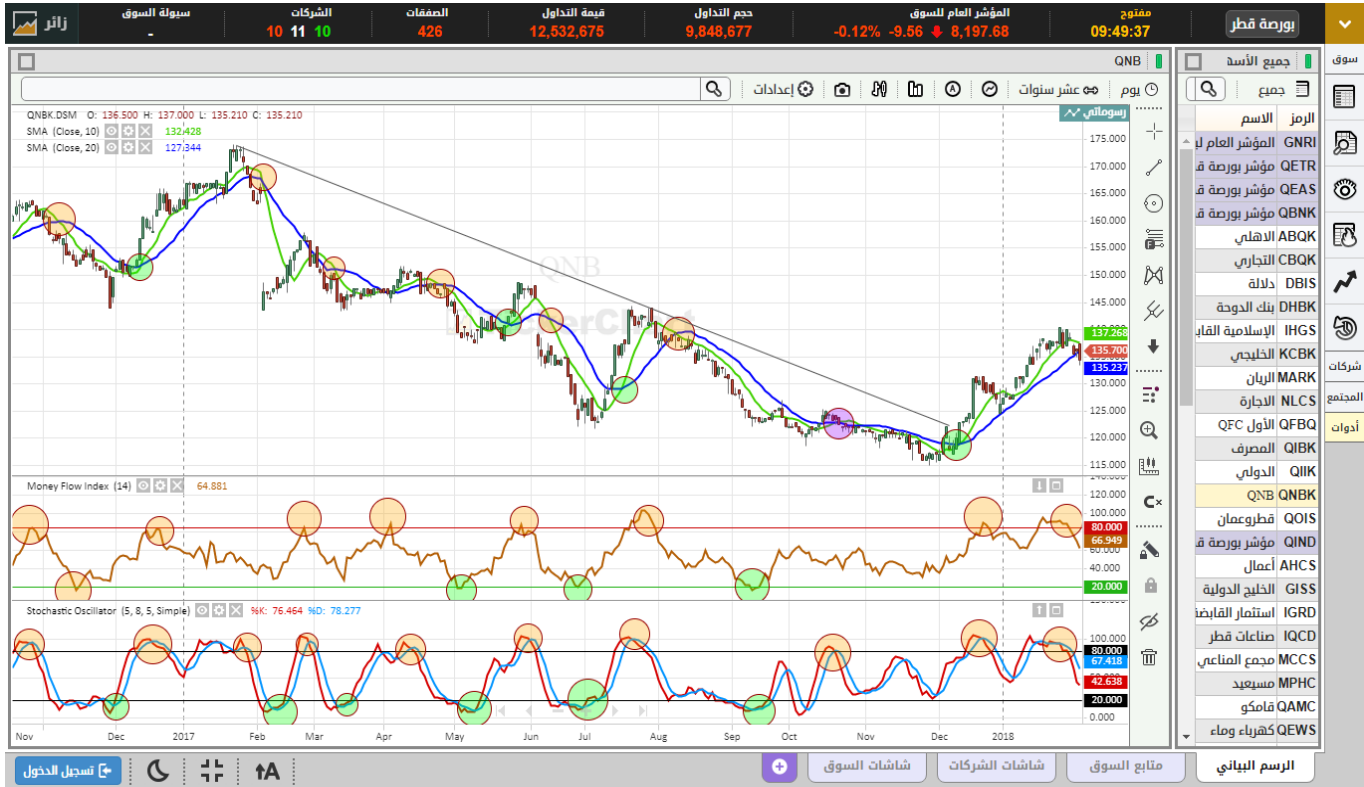 بورصة قطر
مفتوح
09:49:37
المؤشر العام للسوق
-0.12% -9.56 8,197.68
حجم التداول
9,848,677
قيمة التداول
12,532,675
الصفقات
426
الشركات
10 11 10
سيولة السوق
-
زائر
سوق
شركات
المجتمع
أدوات
جميع الأسه
جميع
الرمز الاسم
GNRI المؤشر العام ل
QETR مؤشر بورصة ق
QEAS مؤشر بورصة ق
QBNK مؤشر بورصة ق
ABQK الاهلي
CBQK التجاري
DBIS دلالة
DHBK بنك الدوحة
IHGS الإسلامية القاب
KCBK الخليجي
MARK الريان
NLCS الاجارة
QFBQ الأول QFC
QIBK المصرف
QIIK الدولي
QNBK QNB
QOIS قطروعمان
QIND مؤشر بورصة ق
AHCS أعمال
GISS الخليج الدولية
IGRD استثمار القابضة
IQCD صناعات قطر
MCCS مجمع المناعي
MPHC مسيعيد
QAMC قامكو
QEWS كهرباء وماء
QNB
يوم
عشر سنوات
إعدادات
رسوماتي
QNBK.DSM O: 136.500 H: 137.000 L: 135.210 C: 135.210
SMA (Close, 10) 132.428
SMA (Close, 20) 127.344
QNB
175.000
170.000
165.000
160.000
155.000
150.000
145.000
137.268
135.700
135.237
130.000
125.000
120.000
115.000
Money Flow Index (14) 64.881
120.000
100.000
80.000
66.949
60.000
40.000
20.000
Stochastic Oscillator (5, 8, 5, Simple) %K: 76.464 %D: 78.277
100.000
80.000
67.418
42.638
20.000
0.000
Nov Dec 2017 Feb Mar Apr May Jun Jul Aug Sep Oct Nov Dec 2018
الرسم البياني
متابع السوق
شاشات الشركات
شاشات السوق
تسجيل الدخول